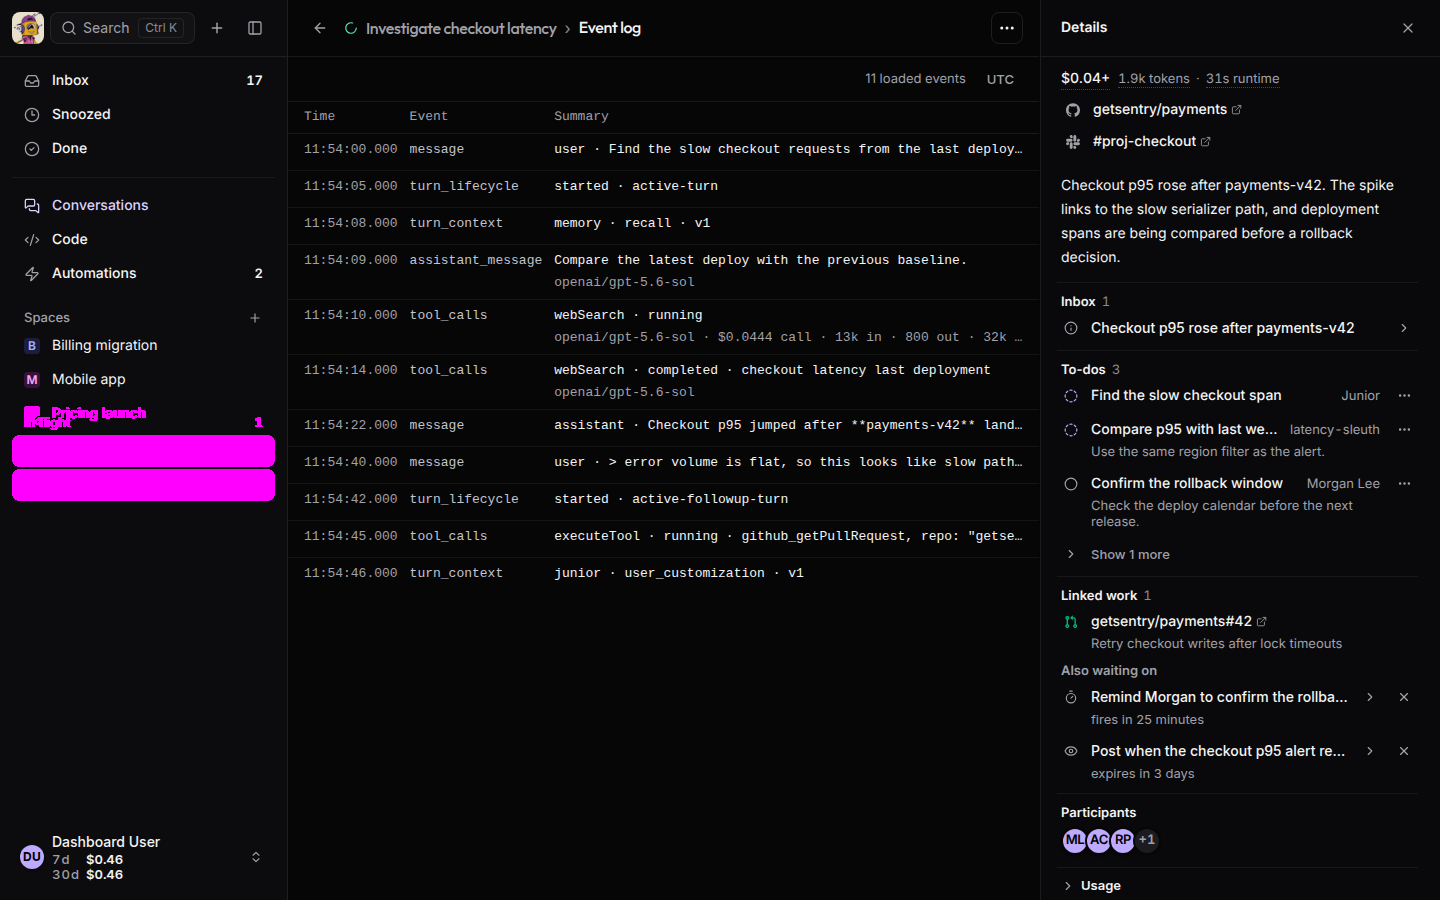 Search Ctrl K
Inbox 17
Snoozed
Done
Conversations
Code
Automations 2
Spaces
B Billing migration
M Mobile app
Pricing launch
1
Dashboard User
DU
7d $0.46
30d $0.46
Investigate checkout latency › Event log
11 loaded events UTC
Time Event Summary
11:54:00.000 message user · Find the slow checkout requests from the last deploy…
11:54:05.000 turn_lifecycle started · active-turn
11:54:08.000 turn_context memory · recall · v1
11:54:09.000 assistant_message Compare the latest deploy with the previous baseline.
openai/gpt-5.6-sol
11:54:10.000 tool_calls webSearch · running
openai/gpt-5.6-sol · $0.0444 call · 13k in · 800 out · 32k …
11:54:14.000 tool_calls webSearch · completed · checkout latency last deployment
openai/gpt-5.6-sol
11:54:22.000 message assistant · Checkout p95 jumped after **payments-v42** land…
11:54:40.000 message user · > error volume is flat, so this looks like slow path…
11:54:42.000 turn_lifecycle started · active-followup-turn
11:54:45.000 tool_calls executeTool · running · github_getPullRequest, repo: "getse…
11:54:46.000 turn_context junior · user_customization · v1
Details
$0.04+ 1.9k tokens · 31s runtime
getsentry/payments
#proj-checkout
Checkout p95 rose after payments-v42. The spike
links to the slow serializer path, and deployment
spans are being compared before a rollback
decision.
Inbox 1
Checkout p95 rose after payments-v42
To-dos 3
Find the slow checkout span Junior
Compare p95 with last we... latency-sleuth
Use the same region filter as the alert.
Confirm the rollback window Morgan Lee
Check the deploy calendar before the next
release.
Show 1 more
Linked work 1
getsentry/payments#42
Retry checkout writes after lock timeouts
Also waiting on
Remind Morgan to confirm the rollba...
fires in 25 minutes
Post when the checkout p95 alert re...
expires in 3 days
Participants
ML AC RP +1
Usage